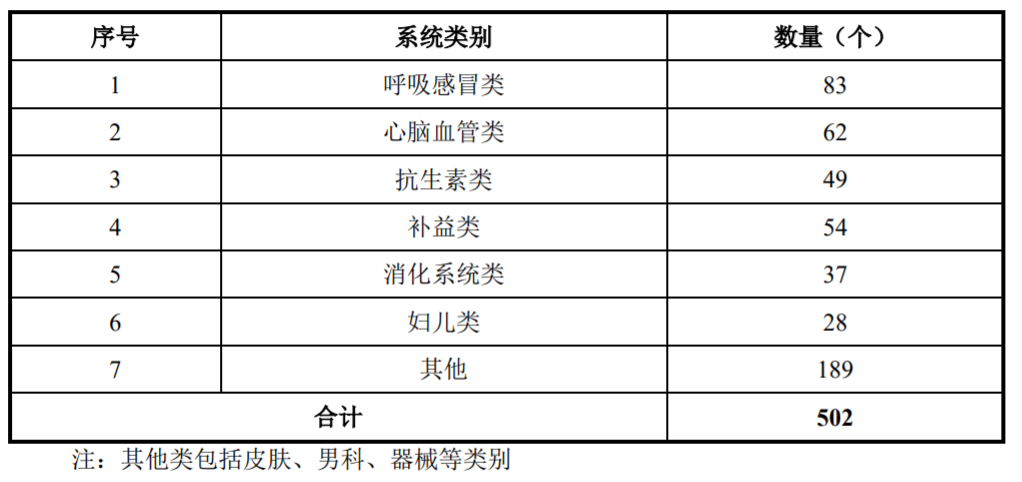 序号 系统类别 数量（个）
1 呼吸感冒类 83
2 心脑血管类 62
3 抗生素类 49
4 补益类 54
5 消化系统类 37
6 妇儿类 28
7 其他 189
合计 502
注：其他类包括皮肤、男科、器械等类别